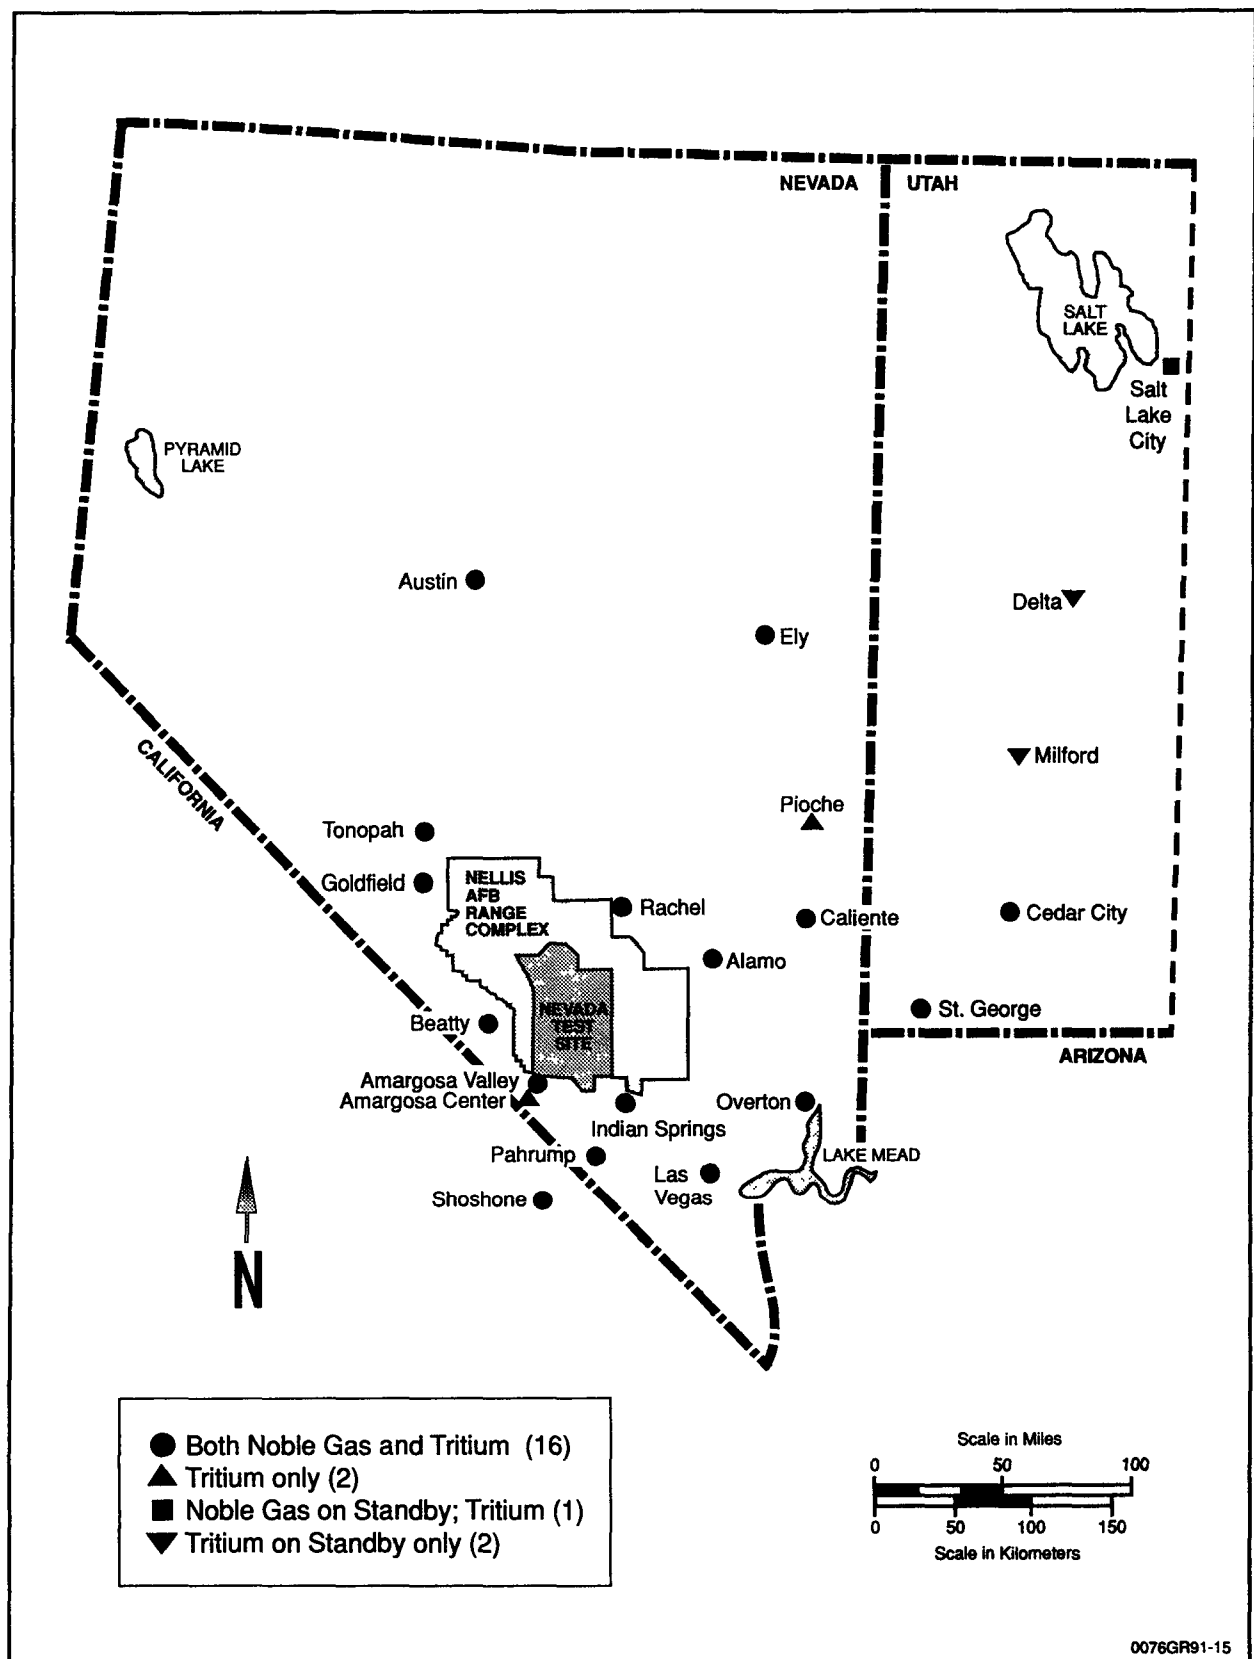 NEVADA
UTAH
SALT
LAKE
Salt
Lake
City
PYRAMID
LAKE
Austin
Ely
Delta
Milford
CALIFORNIA
Pioche
Tonopah
Goldfield
NELLIS
AFB
RANGE
COMPLEX
Rachel
Caliente
Cedar City
Alamo
Beatty
NEVADA
TEST
SITE
St. George
ARIZONA
Amargosa Valley
Amargosa Center
Indian Springs
Overton
Pahrump
Las
Vegas
LAKE MEAD
Shoshone
N
Both Noble Gas and Tritium (16)
Tritium only (2)
Noble Gas on Standby; Tritium (1)
Tritium on Standby only (2)
Scale in Miles
0 50 100
0 50 100 150
Scale in Kilometers
0076GR91-15